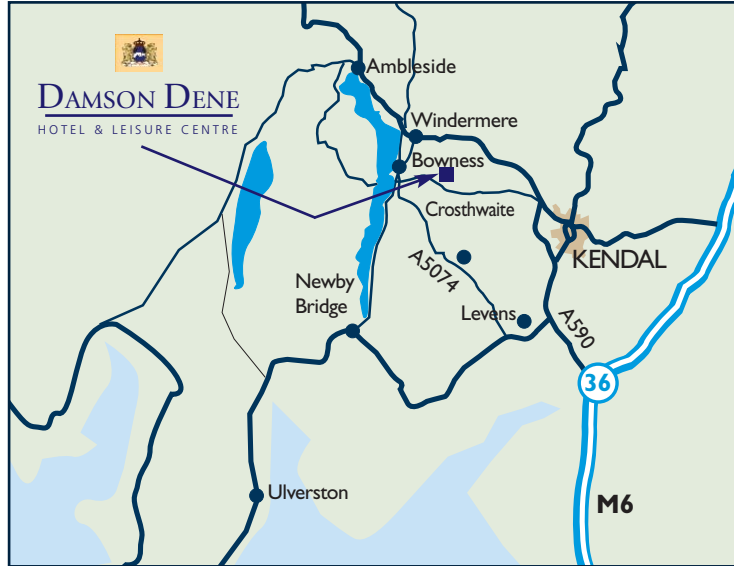 DAMSON DENE
HOTEL & LEISURE CENTRE
Ambleside
Windermere
Bowness
Crosthwaite
KENDAL
A5074
Newby
Bridge
Levens
A590
36
M6
Ulverston